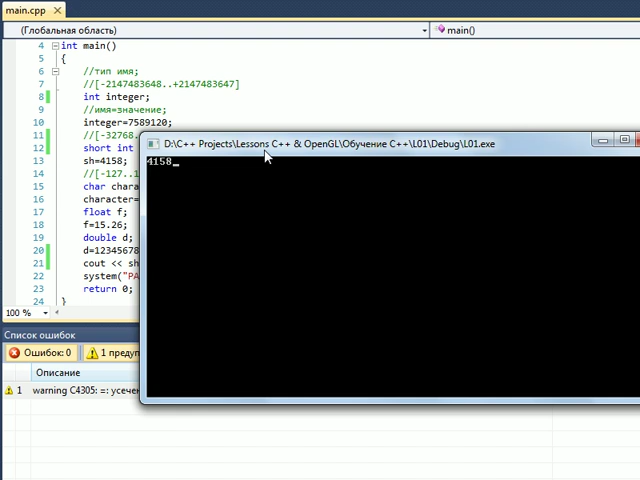 main.cpp
(Глобальная область)
main()
4 int main()
5 {
6 //тип имя;
7 //[-2147483648..+2147483647]
8 int integer;
9 //имя=значение;
10 integer=7589120;
11 //[-32768
12 short int
13 sh=4158;
14 //[-127..1
15 char chara
16 character=
17 float f;
18 f=15.26;
19 double d;
20 d=12345678
21 cout << sh
22 system("PA
23 return 0;
24 }
D:\C++ Projects\Lessons C++ & OpenGL\Обучение C++\L01\Debug\L01.exe
4158_
100 %
Список ошибок
Ошибок: 0
1 предуп
Описание
1 warning C4305: =: усечен